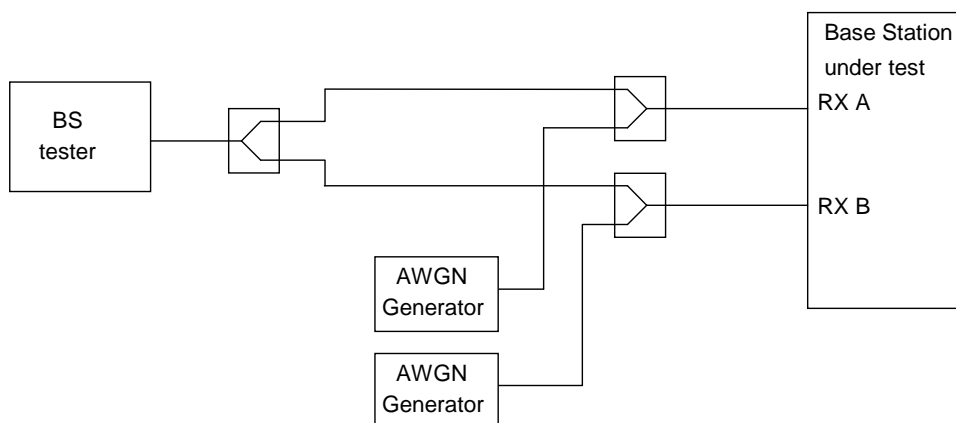 BS
tester
Base Station
under test
RX A
RX B
AWGN
Generator
AWGN
Generator